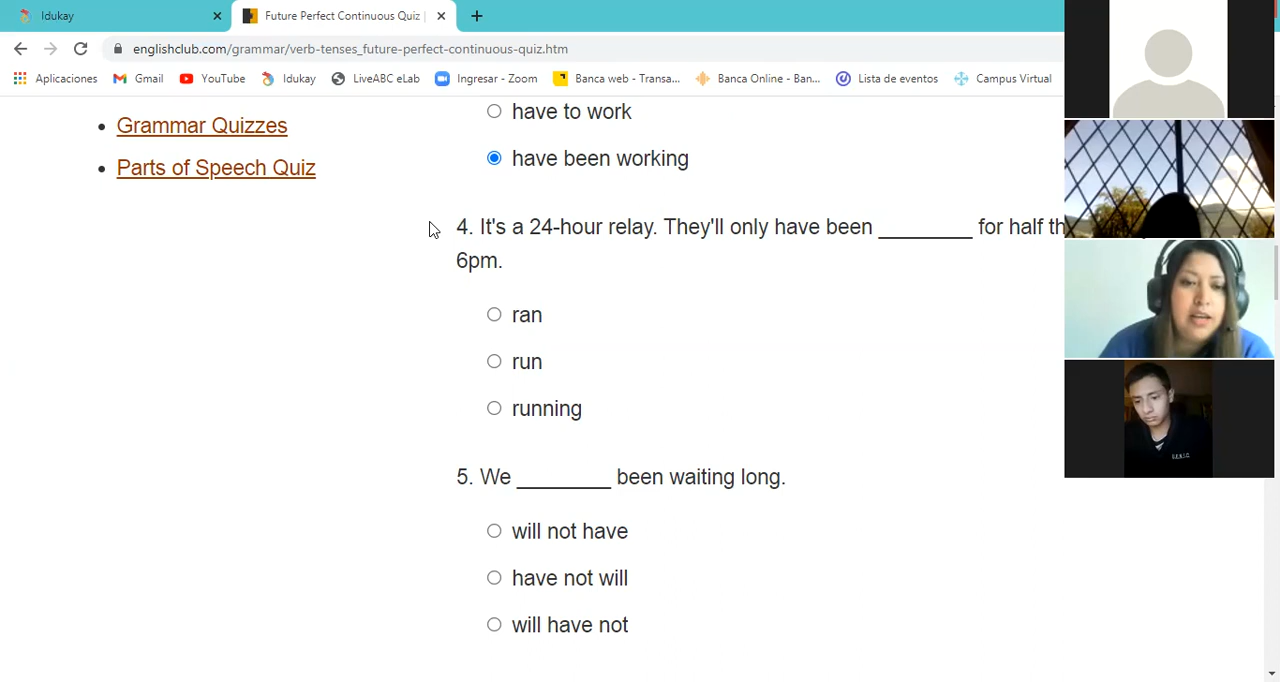 Idukay
Future Perfect Continuous Quiz |
englishclub.com/grammar/verb-tenses_future-perfect-continuous-quiz.htm
Aplicaciones Gmail YouTube Idukay LiveABC eLab Ingresar - Zoom Banca web - Transa... Banca Online - Ban... Lista de eventos Campus Virtual
have to work
Grammar Quizzes
have been working
Parts of Speech Quiz
4. It's a 24-hour relay. They'll only have been ________ for half th
6pm.
ran
run
running
5. We ________ been waiting long.
will not have
have not will
will have not